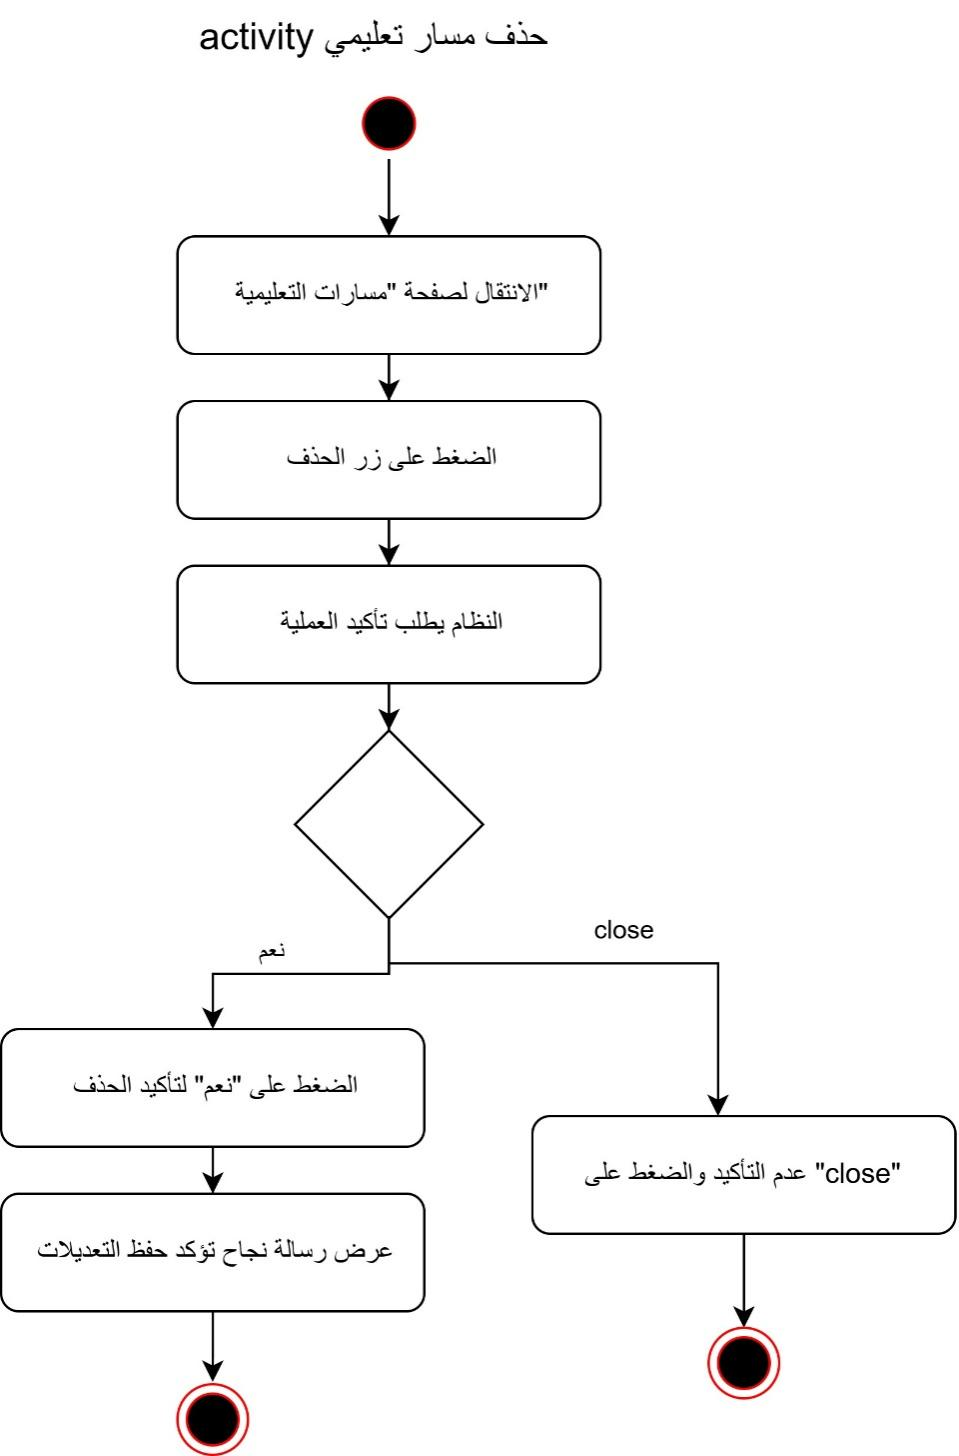 حذف مسار تعليمي activity
الانتقال لصفحة "مسارات التعليمية"
الضغط على زر الحذف
النظام يطلب تأكيد العملية
close
نعم
الضغط على "نعم" لتأكيد الحذف
عدم التأكيد والضغط على "close"
عرض رسالة نجاح تؤكد حفظ التعديلات